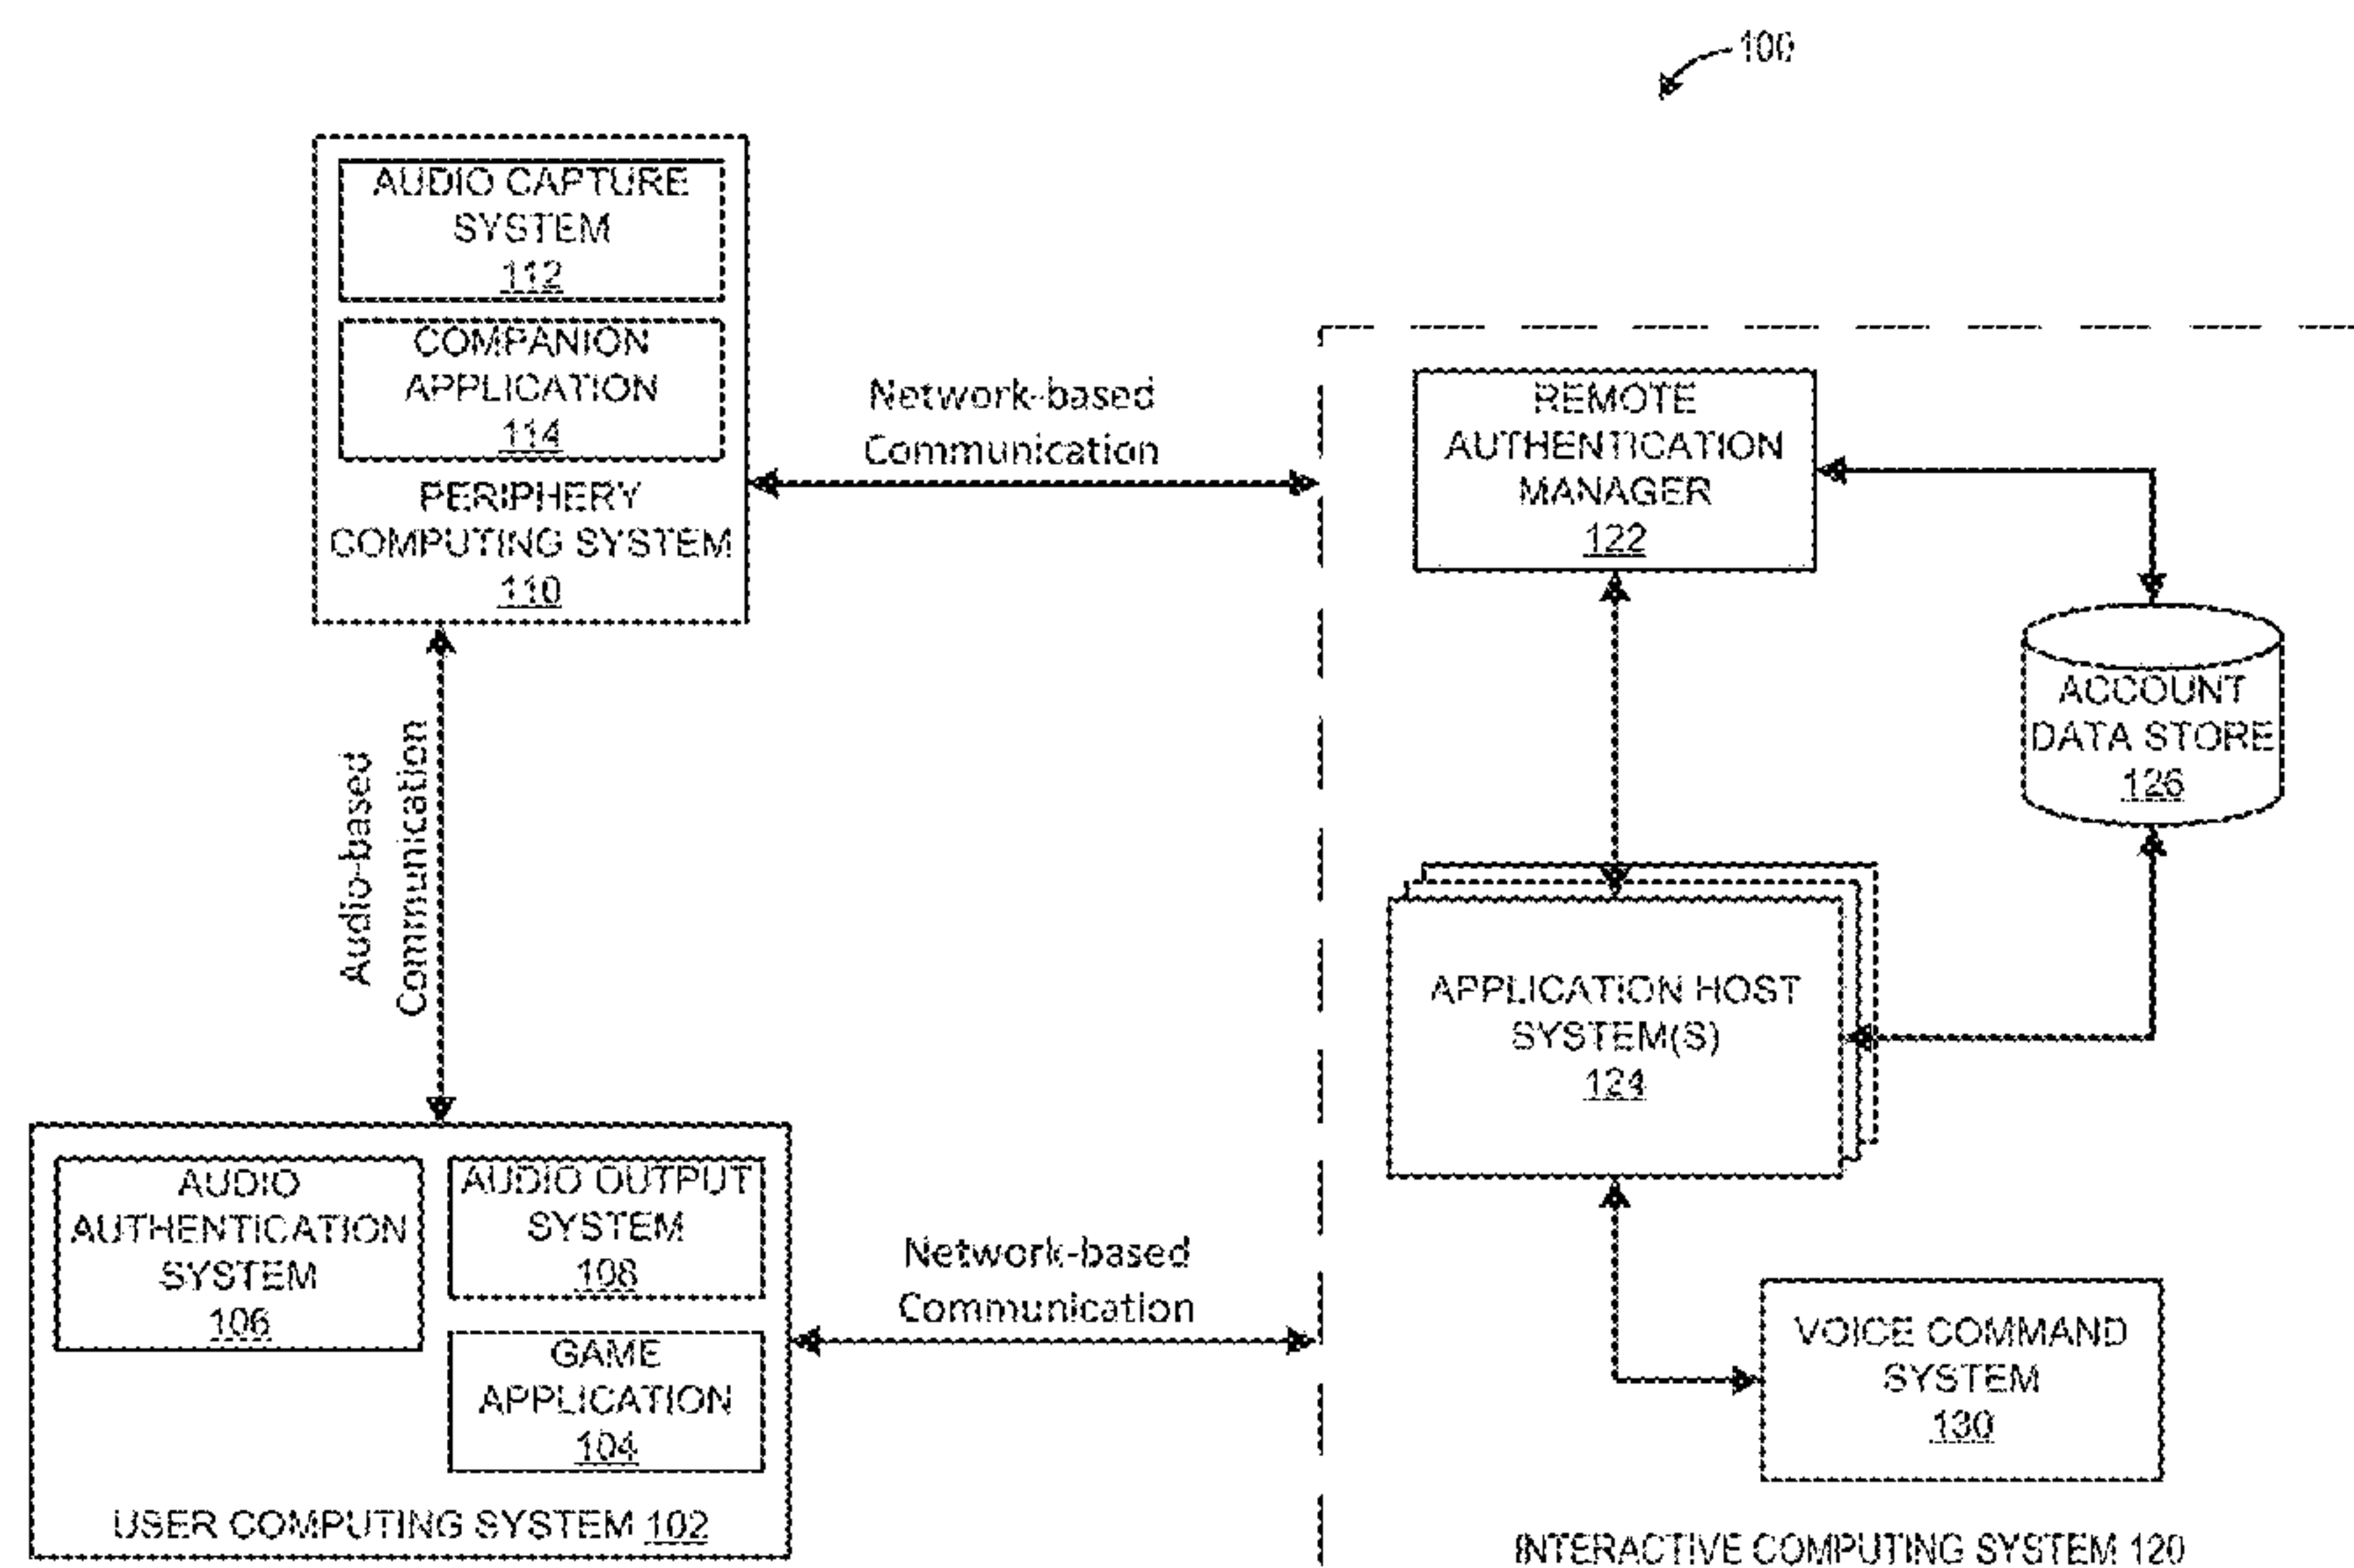 100
AUDIO CAPTURE
SYSTEM
112
COMPANION
APPLICATION
114
PERIPHERY
COMPUTING SYSTEM
110
Network-based
Communication
REMOTE
AUTHENTICATION
MANAGER
122
ACCOUNT
DATA STORE
126
Audio-based
Communication
APPLICATION HOST
SYSTEM(S)
124
AUDIO
AUTHENTICATION
SYSTEM
106
AUDIO OUTPUT
SYSTEM
108
GAME
APPLICATION
104
USER COMPUTING SYSTEM 102
Network-based
Communication
VOICE COMMAND
SYSTEM
130
INTERACTIVE COMPUTING SYSTEM 120